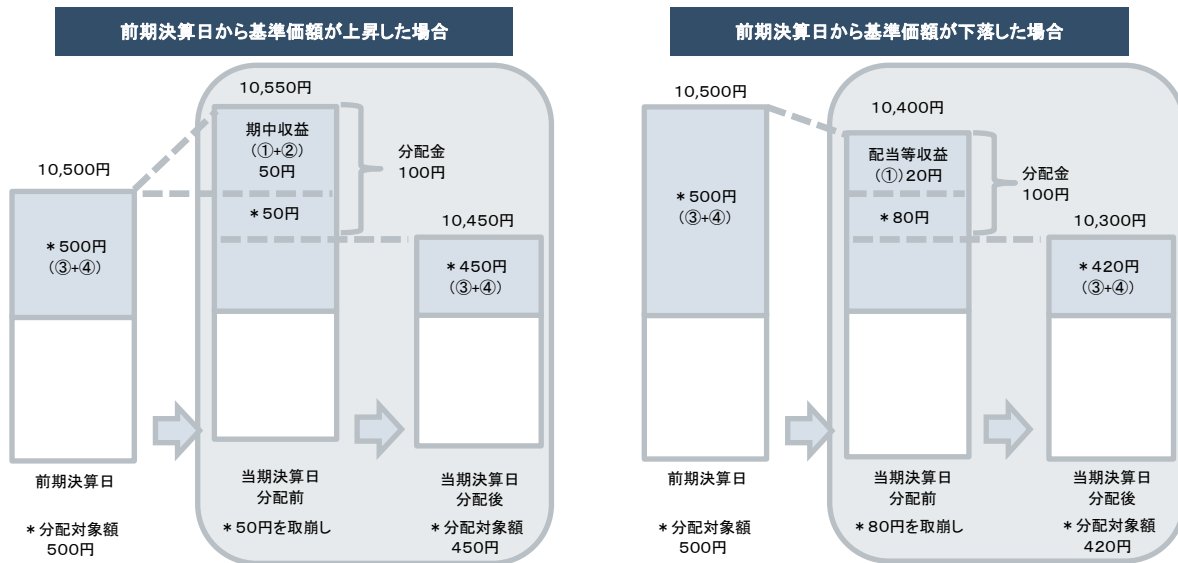 前期決算日から基準価額が上昇した場合
10,500円
*500円
(③+④)
前期決算日
*分配対象額
500円
10,550円
期中収益
(①+②)
50円
*50円
分配金
100円
当期決算日
分配前
*50円を取崩し
10,450円
*450円
(③+④)
当期決算日
分配後
*分配対象額
450円
前期決算日から基準価額が下落した場合
10,500円
*500円
(③+④)
前期決算日
*分配対象額
500円
10,400円
配当等収益
(①)20円
*80円
分配金
100円
当期決算日
分配前
*80円を取崩し
10,300円
*420円
(③+④)
当期決算日
分配後
*分配対象額
420円